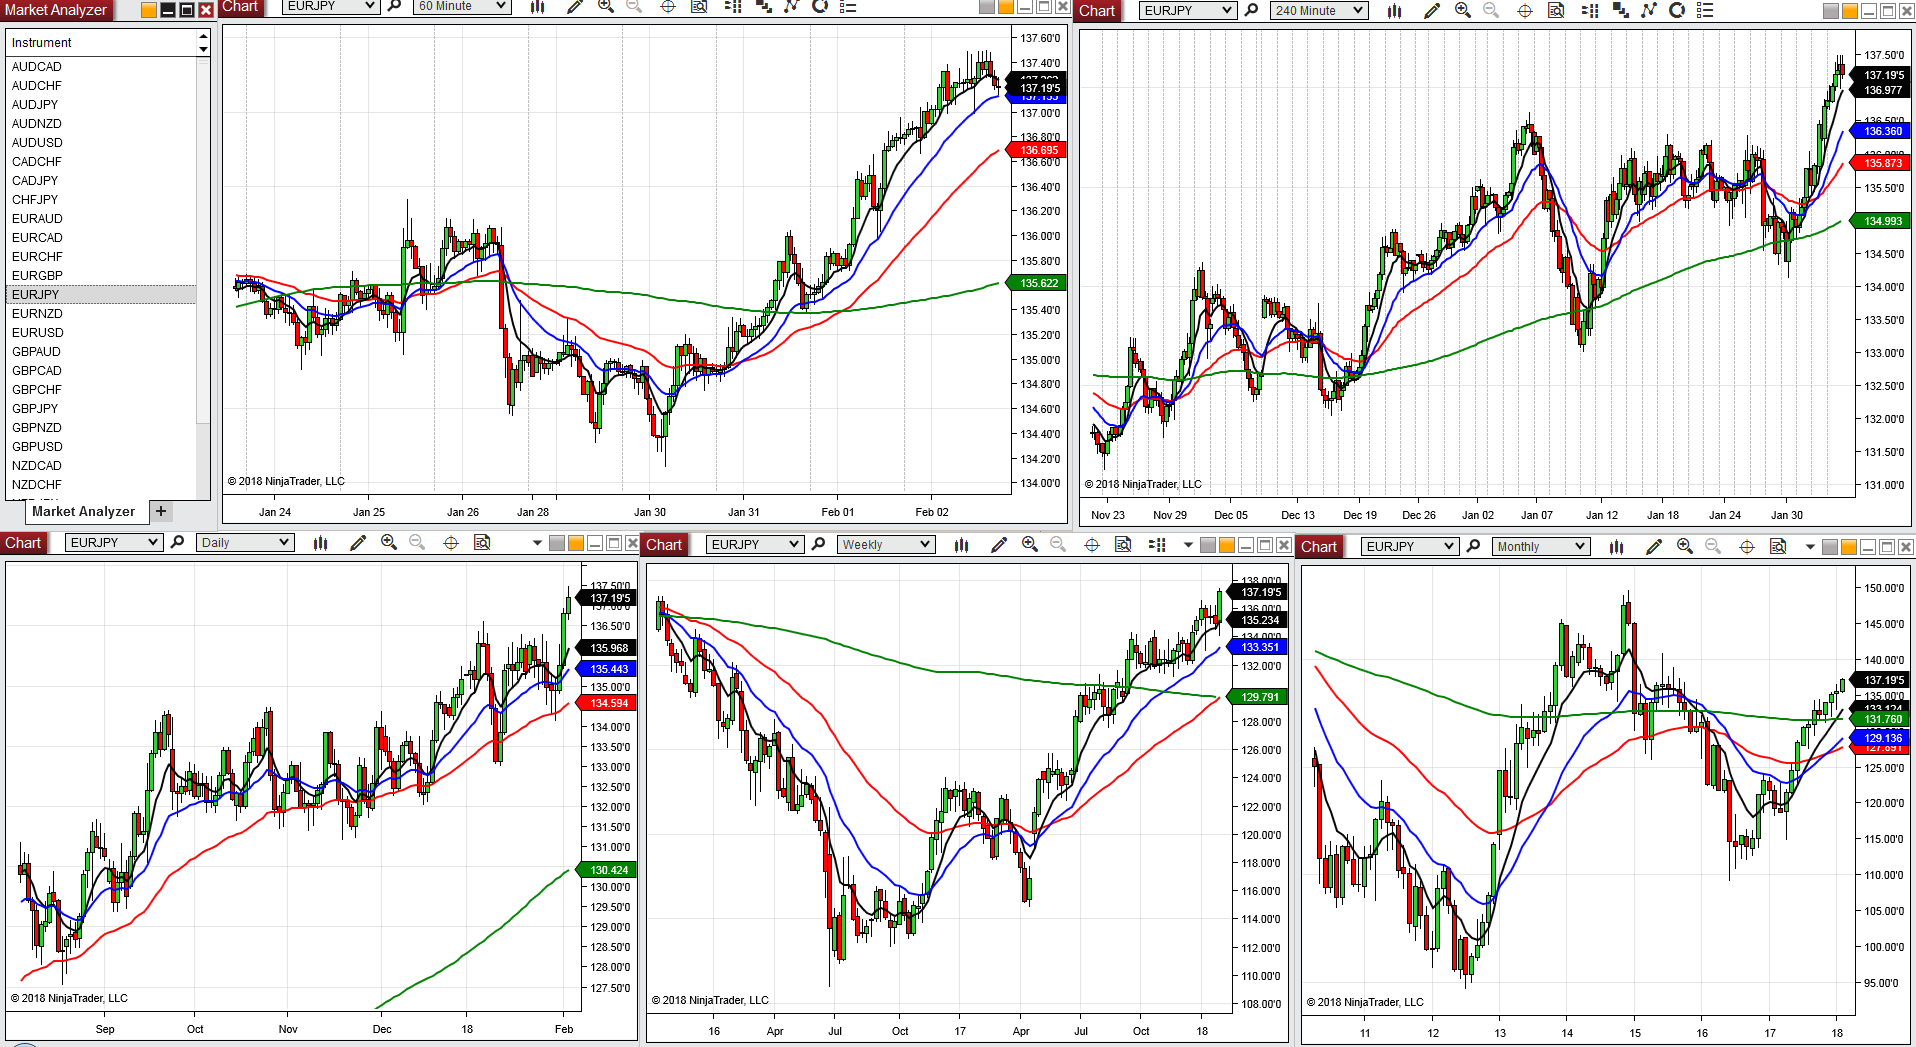 Market Analyzer
Instrument
AUDCAD
AUDCHF
AUDJPY
AUDNZD
AUDUSD
CADCHF
CADJPY
CHFJPY
EURAUD
EURCAD
EURCHF
EURGBP
EURJPY
EURNZD
EURUSD
GBPAUD
GBPCAD
GBPCHF
GBPJPY
GBPNZD
GBPUSD
NZDCAD
NZDCHF
Market Analyzer +
Chart EURJPY 60 Minute
137.60'0
137.40'0
137.19'5
137.00'0
136.80'0
136.695
136.60'0
136.40'0
136.20'0
136.00'0
135.80'0
135.622
135.40'0
135.20'0
135.00'0
134.80'0
134.60'0
134.40'0
134.20'0
134.00'0
© 2018 NinjaTrader, LLC
Jan 24 Jan 25 Jan 26 Jan 28 Jan 30 Jan 31 Feb 01 Feb 02
Chart EURJPY 240 Minute
137.50'0
137.19'5
136.977
136.360
135.873
135.50'0
134.993
134.50'0
134.00'0
133.50'0
133.00'0
132.50'0
132.00'0
131.50'0
131.00'0
© 2018 NinjaTrader, LLC
Nov 23 Nov 29 Dec 05 Dec 13 Dec 19 Dec 26 Jan 02 Jan 07 Jan 12 Jan 18 Jan 24 Jan 30
Chart EURJPY Daily
137.50'0
137.19'5
136.50'0
135.968
135.443
135.00'0
134.594
134.00'0
133.50'0
133.00'0
132.50'0
132.00'0
131.50'0
131.00'0
130.424
130.00'0
129.50'0
129.00'0
128.50'0
128.00'0
127.50'0
© 2018 NinjaTrader, LLC
Sep Oct Nov Dec 18 Feb
Chart EURJPY Weekly
138.00'0
137.19'5
136.00'0
135.234
134.00'0
133.351
132.00'0
129.791
128.00'0
126.00'0
124.00'0
122.00'0
120.00'0
118.00'0
116.00'0
114.00'0
112.00'0
110.00'0
108.00'0
© 2018 NinjaTrader, LLC
16 Apr Jul Oct 17 Apr Jul Oct 18
Chart EURJPY Monthly
150.00'0
145.00'0
140.00'0
137.19'5
135.00'0
131.760
129.136
125.00'0
120.00'0
115.00'0
110.00'0
105.00'0
100.00'0
95.00'0
© 2018 NinjaTrader, LLC
11 12 13 14 15 16 17 18